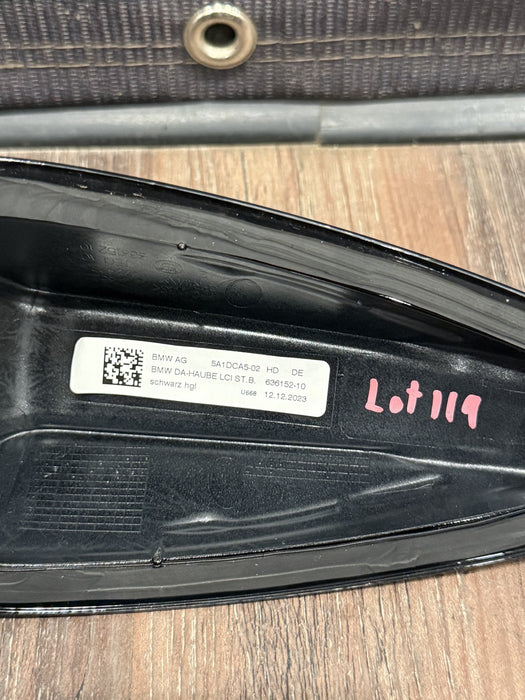 BMW AG 5A1DCA5-02 HD DE
BMW DA-HAUBE LCI ST.B. 636152-10
schwarz hgl U668 12.12.2023
Lot 119